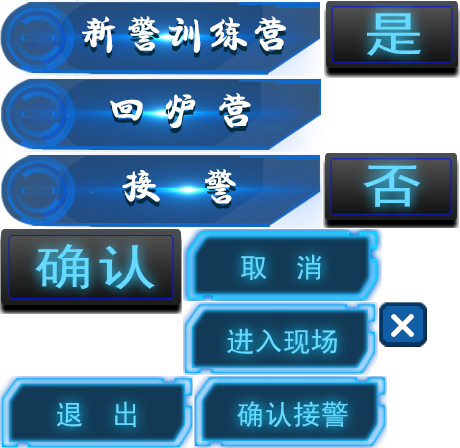 新警训练营
是
回炉营
接 警
否
确认
取 消
进入现场
退 出
确认接警